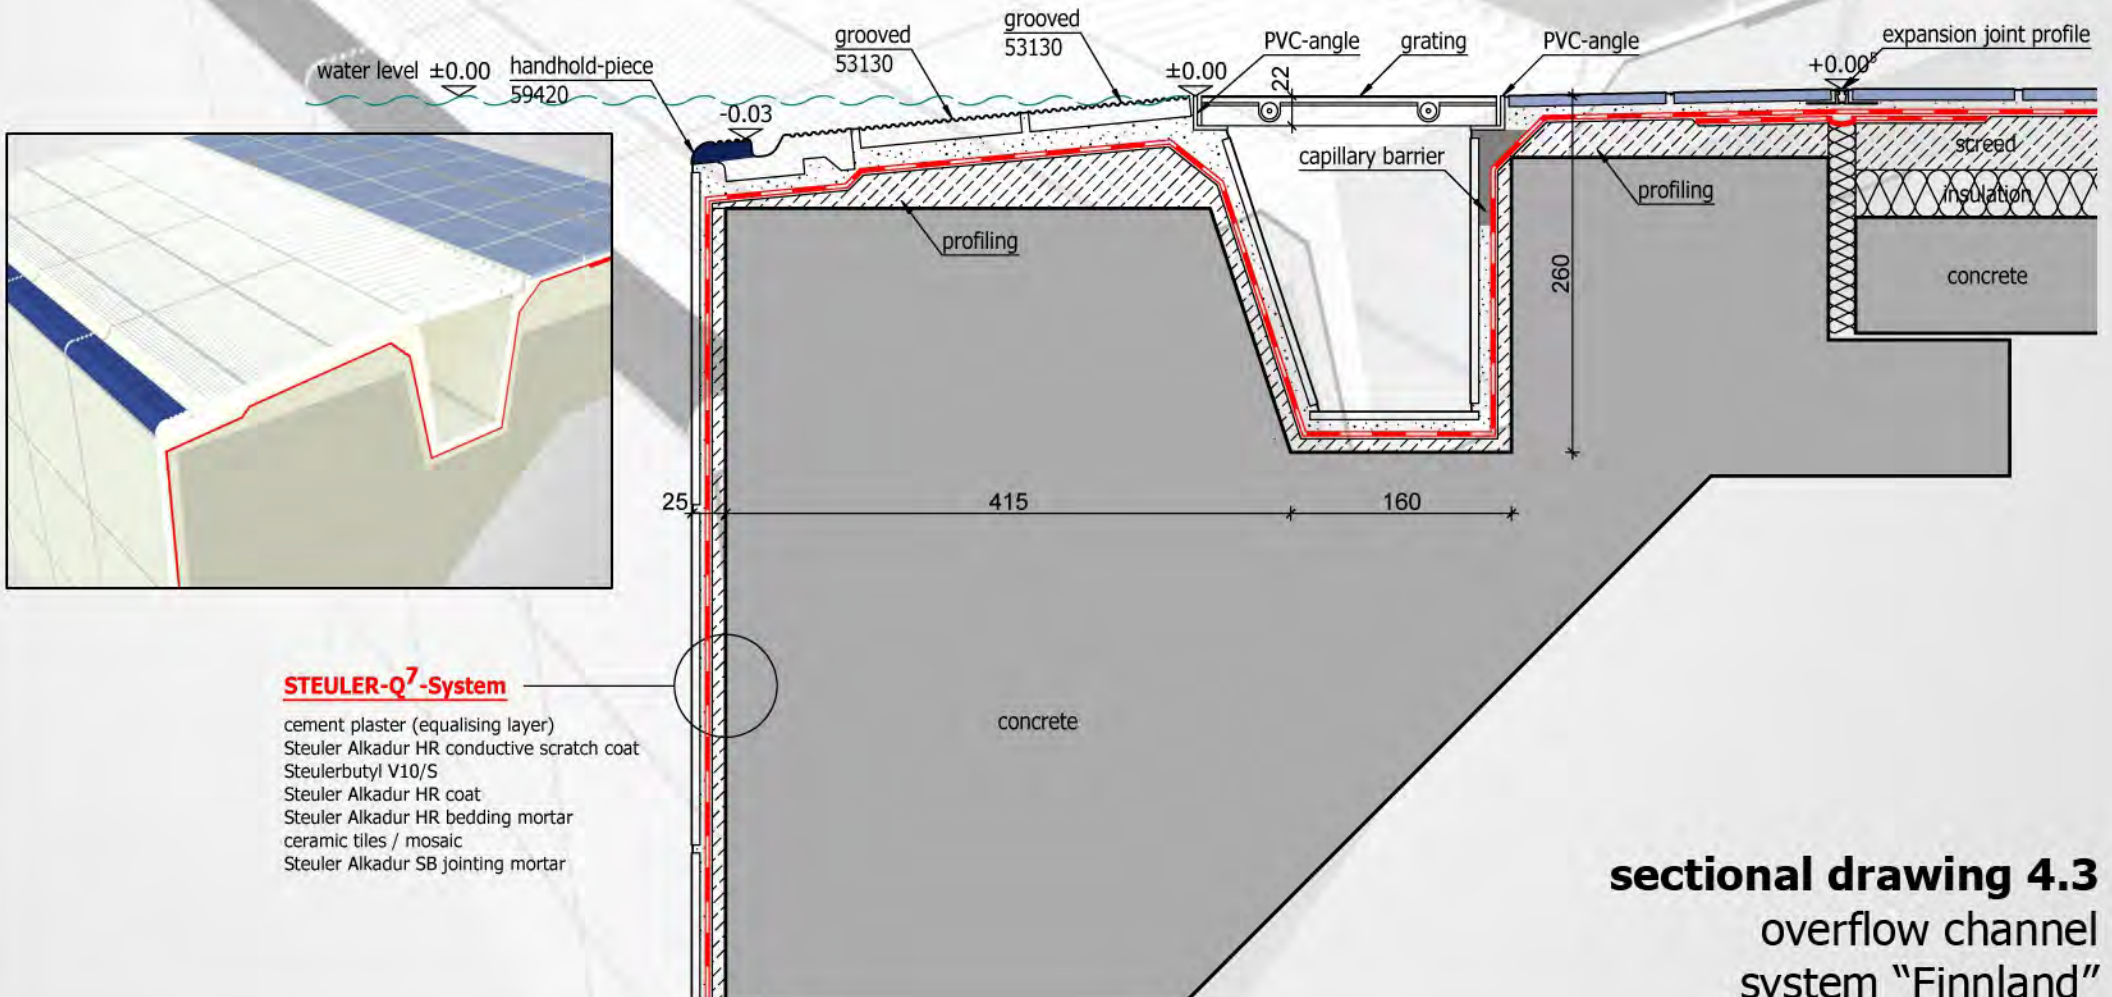 grooved
53130
grooved
53130
PVC-angle
grating
PVC-angle
expansion joint profile
water level ±0.00
handhold-piece
59420
-0.03
±0.00
22
+0.00⁵
capillary barrier
screed
insulation
profiling
profiling
260
concrete
25
415
160
STEULER-Q⁷-System
cement plaster (equalising layer)
Steuler Alkadur HR conductive scratch coat
Steulerbutyl V10/S
Steuler Alkadur HR coat
Steuler Alkadur HR bedding mortar
ceramic tiles / mosaic
Steuler Alkadur SB jointing mortar
concrete
sectional drawing 4.3
overflow channel
system “Finnland”